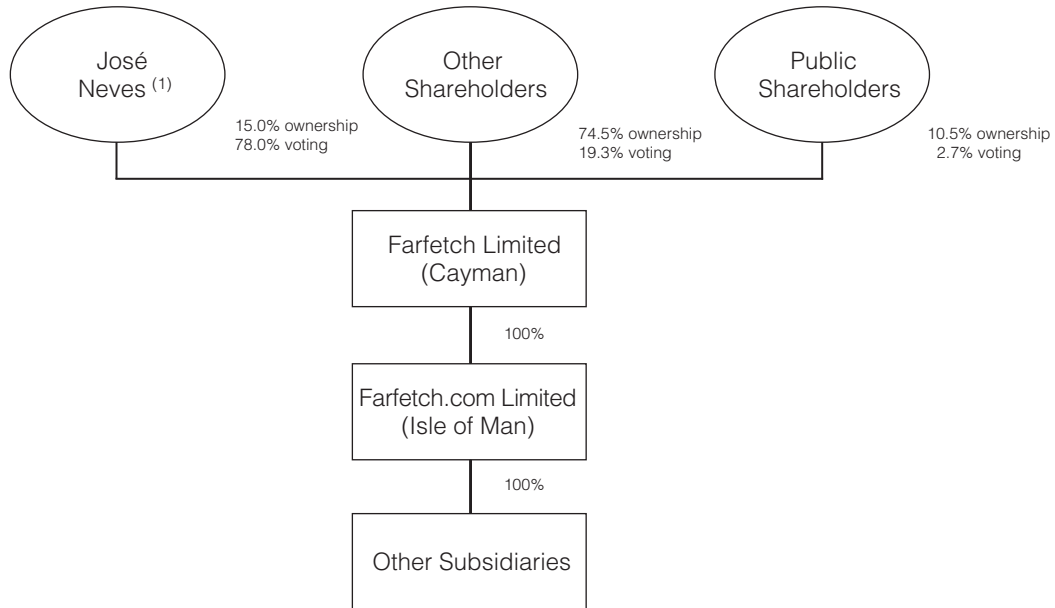 José
Neves (1)
Other
Shareholders
Public
Shareholders
15.0% ownership
78.0% voting
74.5% ownership
19.3% voting
10.5% ownership
2.7% voting
Farfetch Limited
(Cayman)
100%
Farfetch.com Limited
(Isle of Man)
100%
Other Subsidiaries